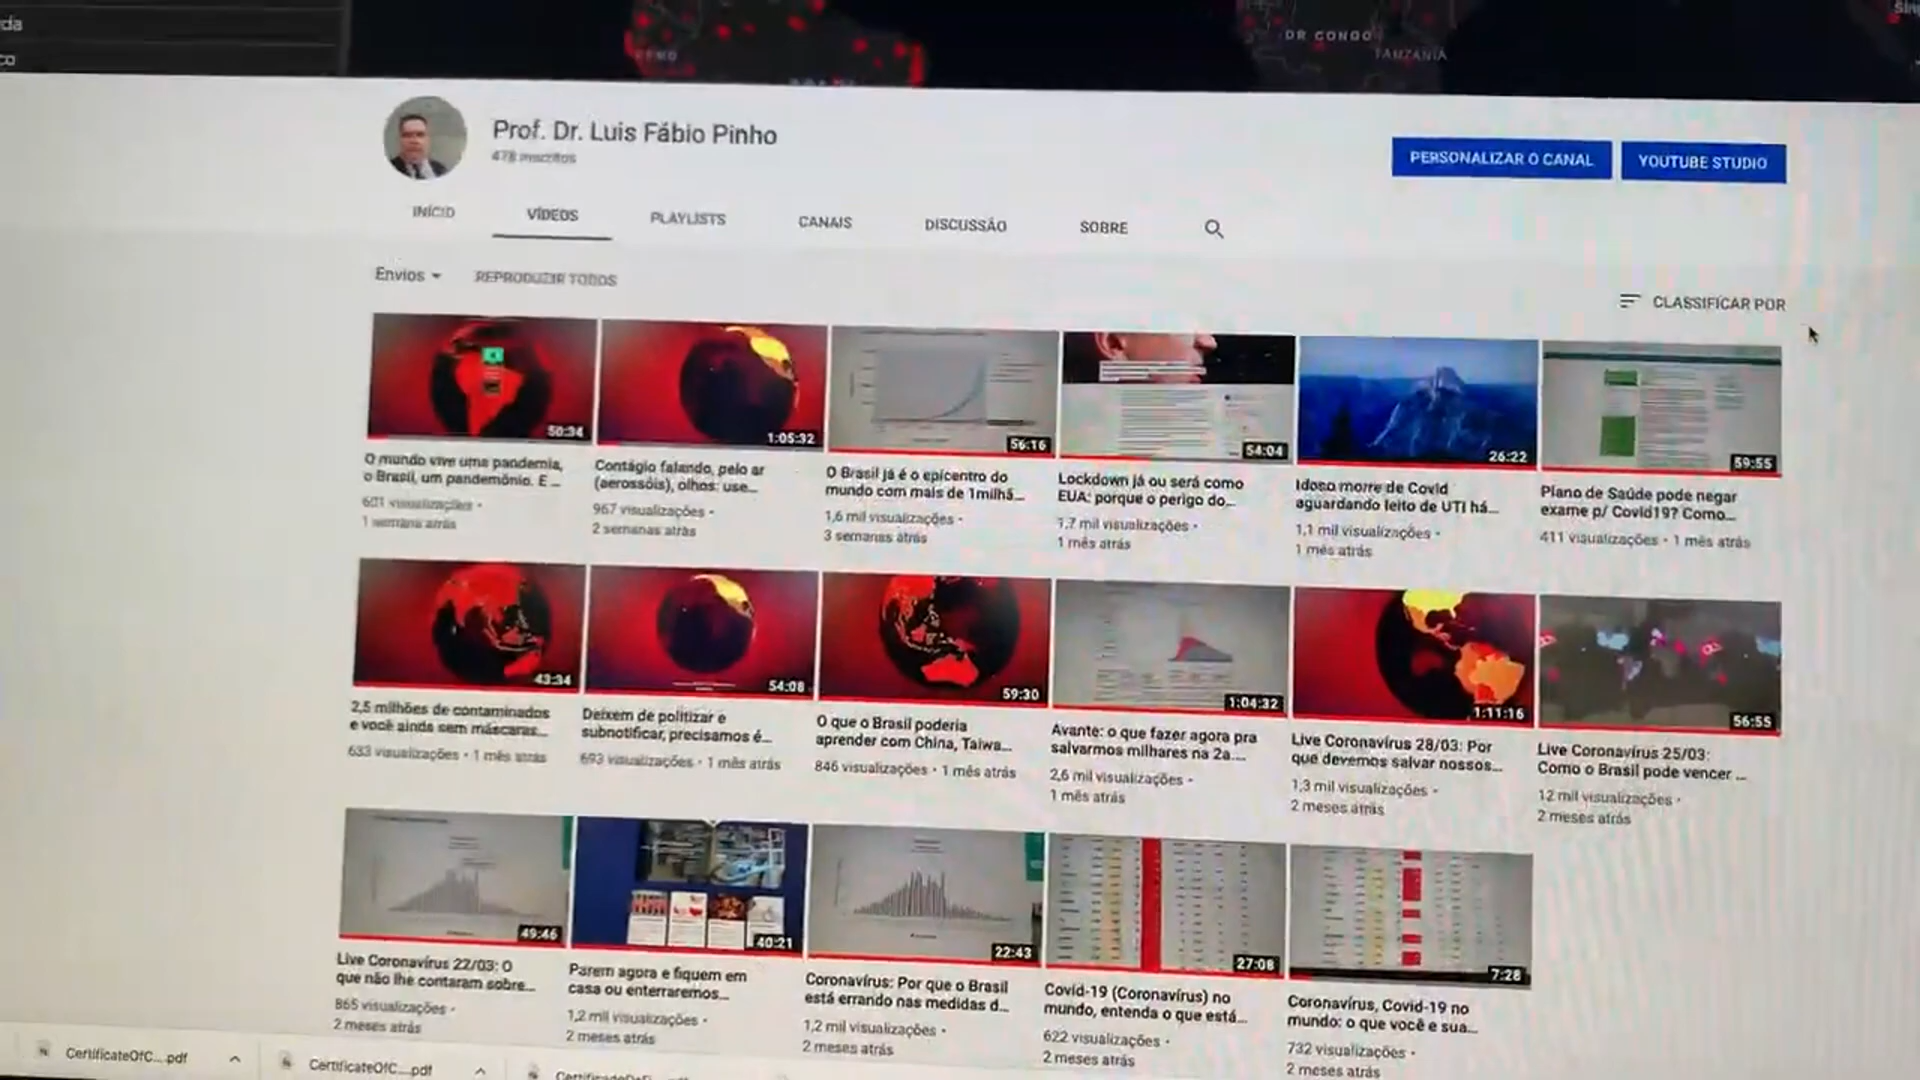 da
co
DR CONGO
TANZANIA
Prof. Dr. Luis Fábio Pinho
478 inscritos
PERSONALIZAR O CANAL
YOUTUBE STUDIO
INÍCIO
VÍDEOS
PLAYLISTS
CANAIS
DISCUSSÃO
SOBRE
Envios
REPRODUZIR TODOS
CLASSIFICAR POR
50:34
1:05:32
56:16
54:04
26:22
59:55
O mundo vive uma pandemia,
o Brasil, um pandemônio. E ...
601 visualizações •
1 semana atrás
Contágio falando, pelo ar
(aerossóis), olhos: use...
967 visualizações •
2 semanas atrás
O Brasil já é o epicentro do
mundo com mais de 1milhã...
1,6 mil visualizações •
3 semanas atrás
Lockdown já ou será como
EUA: porque o perigo do...
1,7 mil visualizações •
1 mês atrás
Idoso morre de Covid
aguardando leito de UTI há...
1,1 mil visualizações •
1 mês atrás
Plano de Saúde pode negar
exame p/ Covid19? Como...
411 visualizações • 1 mês atrás
43:34
54:08
59:30
1:04:32
1:11:16
56:55
2,5 milhões de contaminados
e você ainda sem máscaras...
633 visualizações • 1 mês atrás
Deixem de politizar e
subnotificar, precisamos é...
693 visualizações • 1 mês atrás
O que o Brasil poderia
aprender com China, Taiwa...
846 visualizações • 1 mês atrás
Avante: o que fazer agora pra
salvarmos milhares na 2a....
2,6 mil visualizações •
1 mês atrás
Live Coronavírus 28/03: Por
que devemos salvar nossos...
1,3 mil visualizações •
2 meses atrás
Live Coronavírus 25/03:
Como o Brasil pode vencer ...
12 mil visualizações •
2 meses atrás
49:46
40:21
22:43
27:08
7:28
Live Coronavírus 22/03: O
que não lhe contaram sobre...
865 visualizações •
2 meses atrás
Parem agora e fiquem em
casa ou enterraremos...
1,2 mil visualizações •
2 meses atrás
Coronavírus: Por que o Brasil
está errando nas medidas d...
1,2 mil visualizações •
2 meses atrás
Covid-19 (Coronavírus) no
mundo, entenda o que está...
622 visualizações •
2 meses atrás
Coronavírus, Covid-19 no
mundo: o que você e sua...
732 visualizações •
2 meses atrás
CertificateOfC....pdf
CertificateOfC....pdf